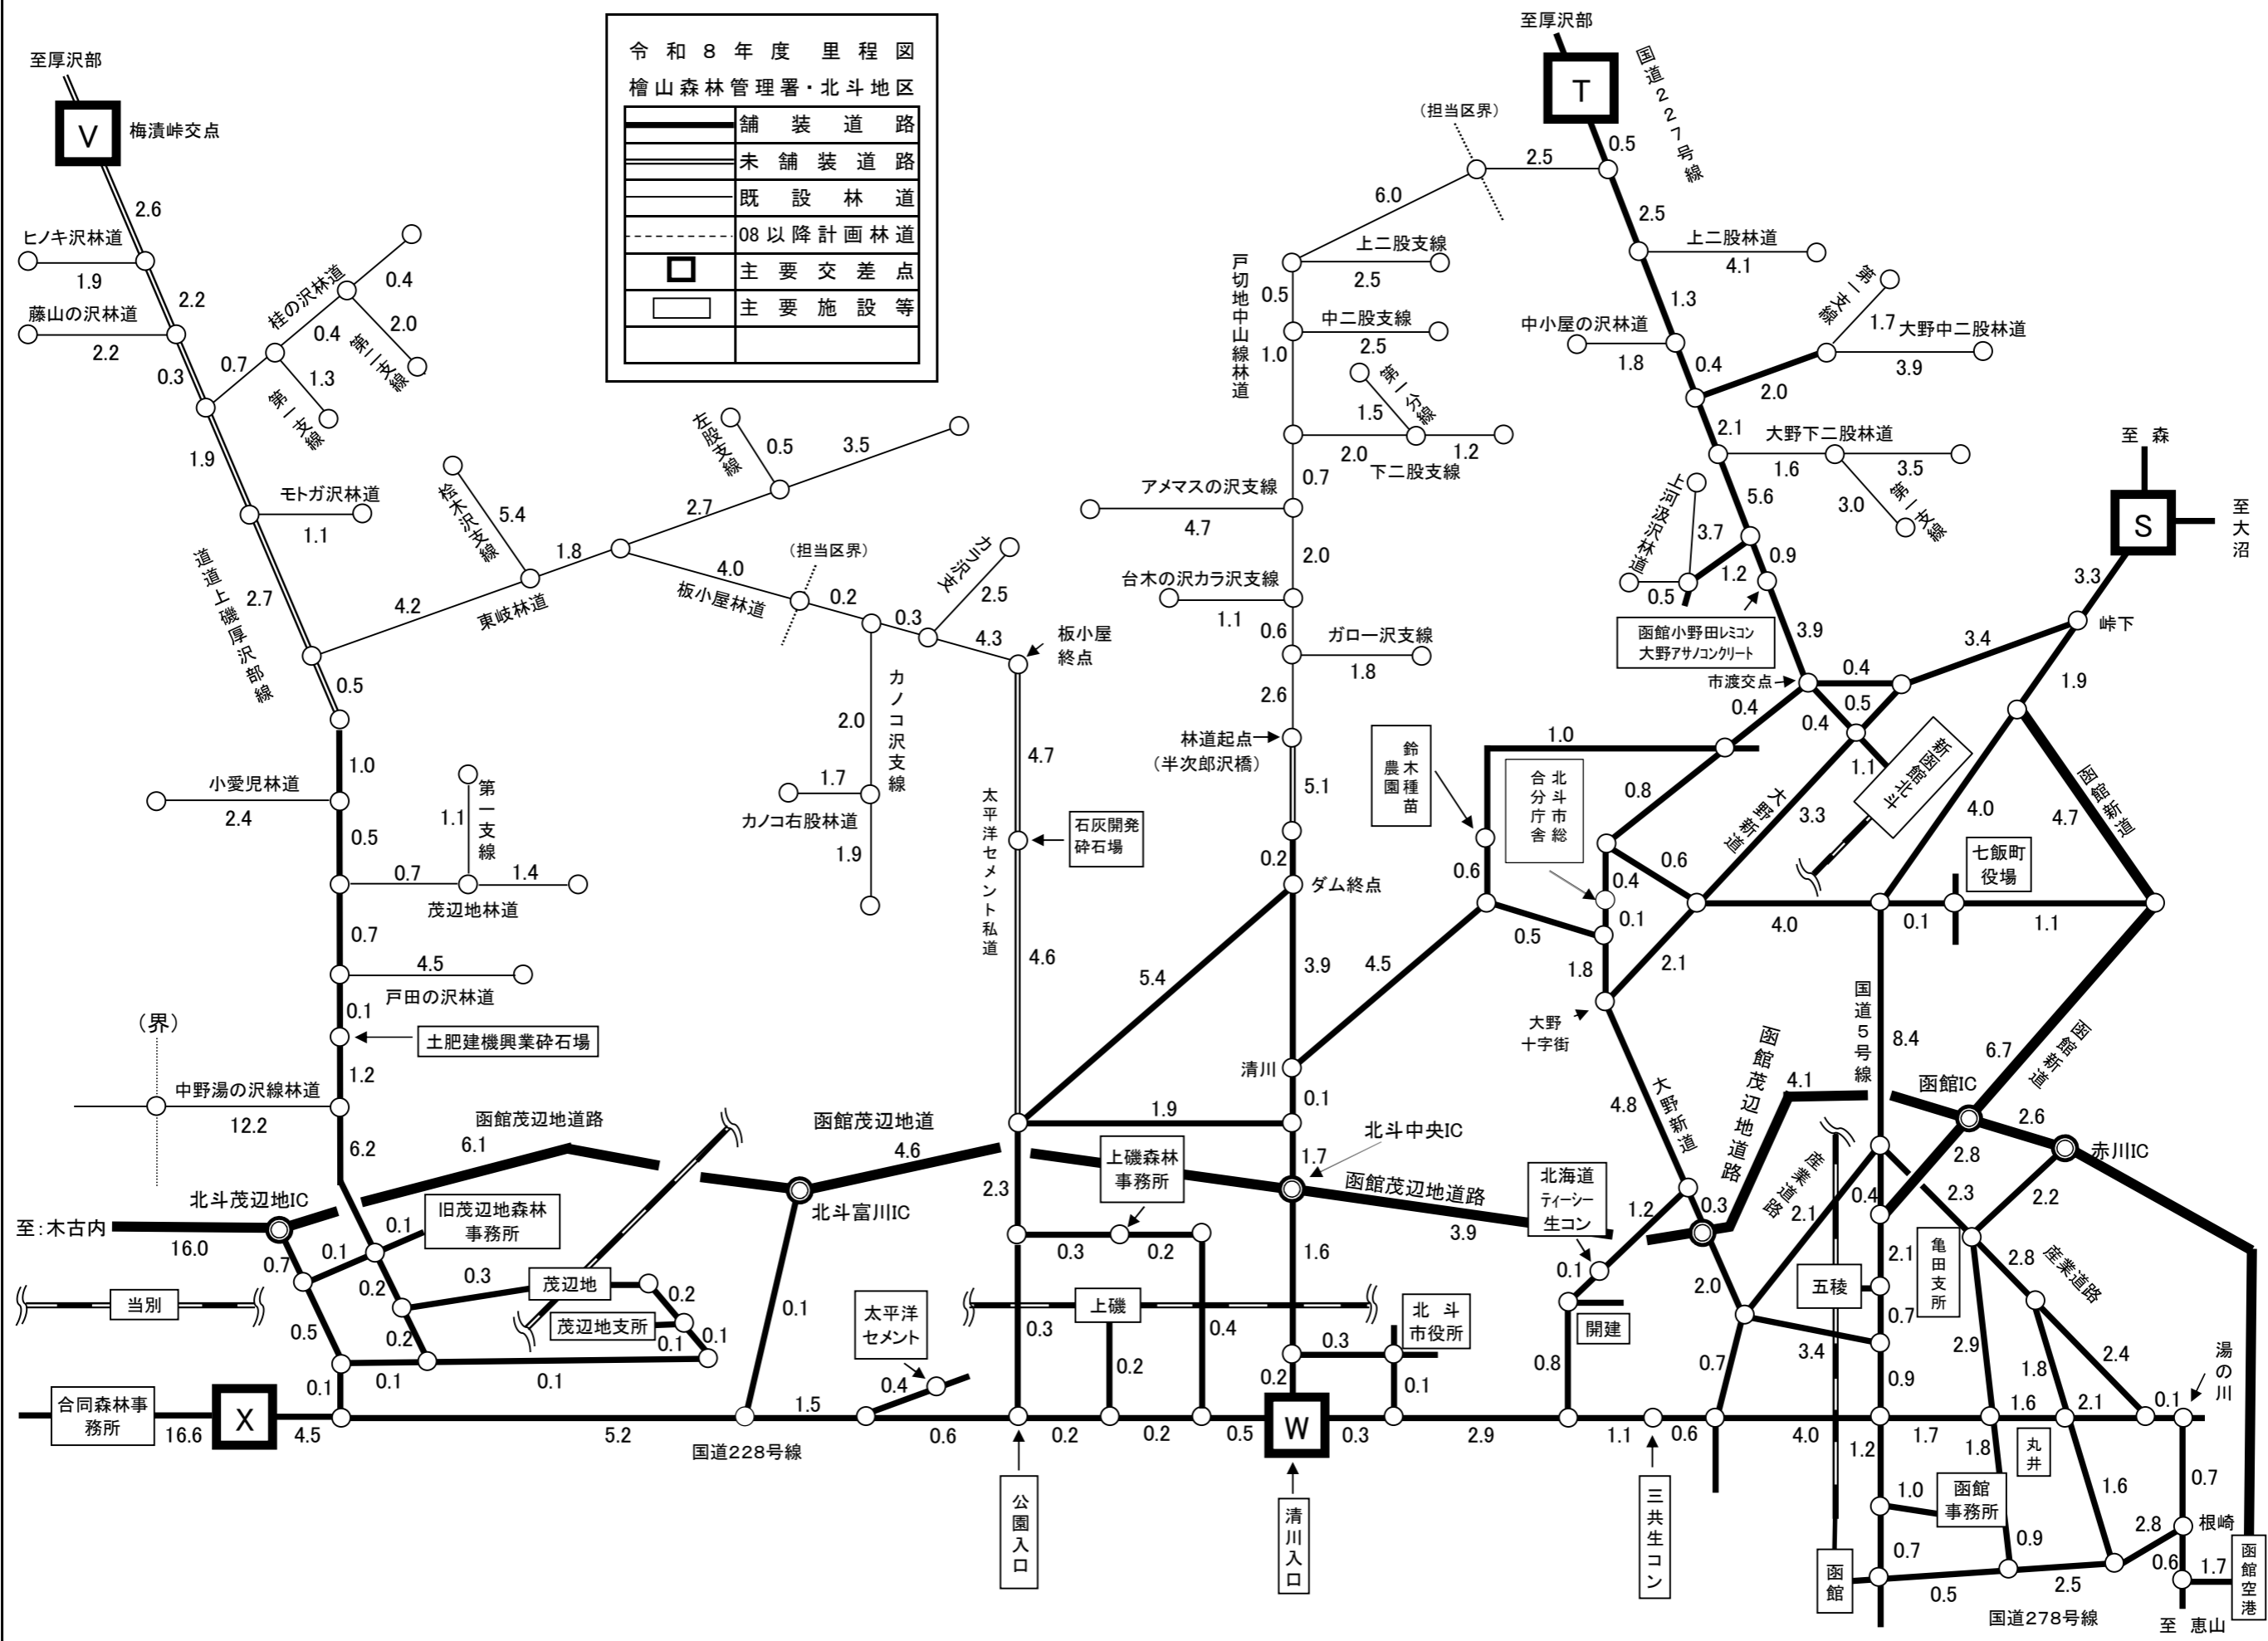 令和8年度 里程図
檜山森林管理署・北斗地区
舗装道路
未舗装道路
既設林道
08以降計画林道
主要交差点
主要施設等
至厚沢部
V
梅漬峠交点
2.6
ヒノキ沢林道
1.9
2.2
藤山の沢林道
2.2
0.3
桂の沢林道
0.7
0.4
0.4
2.0
第二支線
1.3
第一支線
1.9
モトガ沢林道
1.1
道道上磯厚沢部線
2.7
桧木沢支線
5.4
4.2
東岐林道
1.8
左股支線
0.5
3.5
2.7
4.0
板小屋林道
(担当区界)
0.2
0.3
カラ沢支
2.5
4.3
板小屋
終点
カノコ沢支線
2.0
1.7
カノコ右股林道
1.9
0.5
1.0
小愛児林道
2.4
0.5
第一支線
1.1
0.7
1.4
茂辺地林道
0.7
4.5
戸田の沢林道
0.1
土肥建機興業砕石場
1.2
(界)
中野湯の沢線林道
12.2
6.2
函館茂辺地道路
6.1
北斗茂辺地IC
至:木古内
16.0
旧茂辺地森林
事務所
0.1
0.1
0.7
0.2
0.3
茂辺地
0.2
茂辺地支所
0.1
0.1
当別
0.5
0.2
0.1
0.1
0.1
合同森林事
務所
16.6
X
4.5
5.2
国道228号線
4.7
太平洋セメント私道
石灰開発
砕石場
4.6
函館茂辺地道
4.6
北斗富川IC
0.1
1.5
太平洋
セメント
0.4
0.6
2.3
0.3
公園入口
上磯森林
事務所
0.3
0.2
上磯
0.4
0.2
0.2
0.2
0.5
W
清川入口
0.2
0.3
0.3
北斗
市役所
0.1
2.9
(担当区界)
2.5
6.0
戸切地中山線林道
上二股支線
2.5
0.5
中二股支線
2.5
1.0
第一分線
1.5
2.0
1.2
下二股支線
0.7
アメマスの沢支線
4.7
2.0
台木の沢カラ沢支線
1.1
0.6
ガロー沢支線
1.8
2.6
林道起点
(半次郎沢橋)
5.1
0.2
ダム終点
5.4
3.9
4.5
清川
0.1
1.9
1.7
北斗中央IC
函館茂辺地道路
3.9
1.6
至厚沢部
T
国道227号線
0.5
2.5
上二股林道
4.1
1.3
中小屋の沢林道
1.8
0.4
第一支線
1.7
大野中二股林道
2.0
3.9
2.1
大野下二股林道
1.6
3.5
3.0
第一支線
5.6
上河汲沢林道
3.7
1.2
0.5
0.9
函館小野田レミコン
大野アサノコンクリート
3.9
市渡交点
0.4
0.4
0.5
0.4
3.4
峠下
至 森
S
至大沼
3.3
1.9
1.1
新函館北斗
4.0
4.7
函館新道
1.0
鈴木種苗
農園
北斗市総
合分庁舎
0.8
0.6
0.6
0.4
0.1
0.5
1.8
2.1
大野新道
3.3
4.0
0.1
七飯町
役場
1.1
大野
十字街
4.8
大野新道
函館茂辺地道路
4.1
国道5号線
8.4
6.7
函館新道
函館IC
2.6
赤川IC
2.8
2.3
2.2
北海道
ティーシー
生コン
1.2
0.3
産業道路
2.1
0.4
0.1
開建
0.8
2.0
五稜
2.1
0.7
亀田支所
2.8
産業道路
2.9
1.8
2.4
3.4
0.7
0.9
1.1
0.6
4.0
三共生コン
1.7
1.6
2.1
0.1
湯の川
1.2
1.8
丸井
1.0
函館
事務所
0.9
1.6
0.7
2.8
根崎
0.6
1.7
函館空港
函館
0.7
0.5
2.5
国道278号線
至 恵山